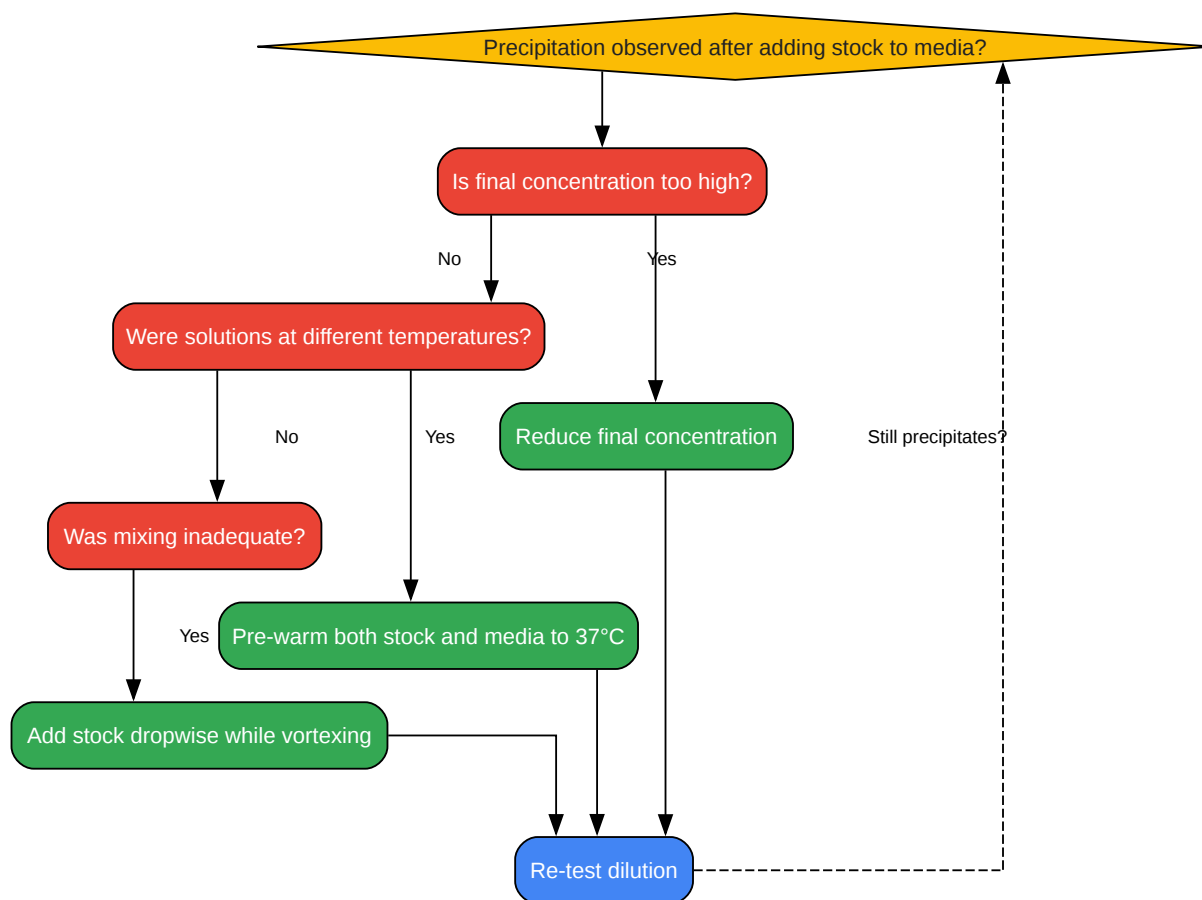 Precipitation observed after adding stock to media?
Is final concentration too high?
No
Yes
Were solutions at different temperatures?
No
Yes
Reduce final concentration
Still precipitates?
Was mixing inadequate?
Yes
Pre-warm both stock and media to 37°C
Add stock dropwise while vortexing
Re-test dilution